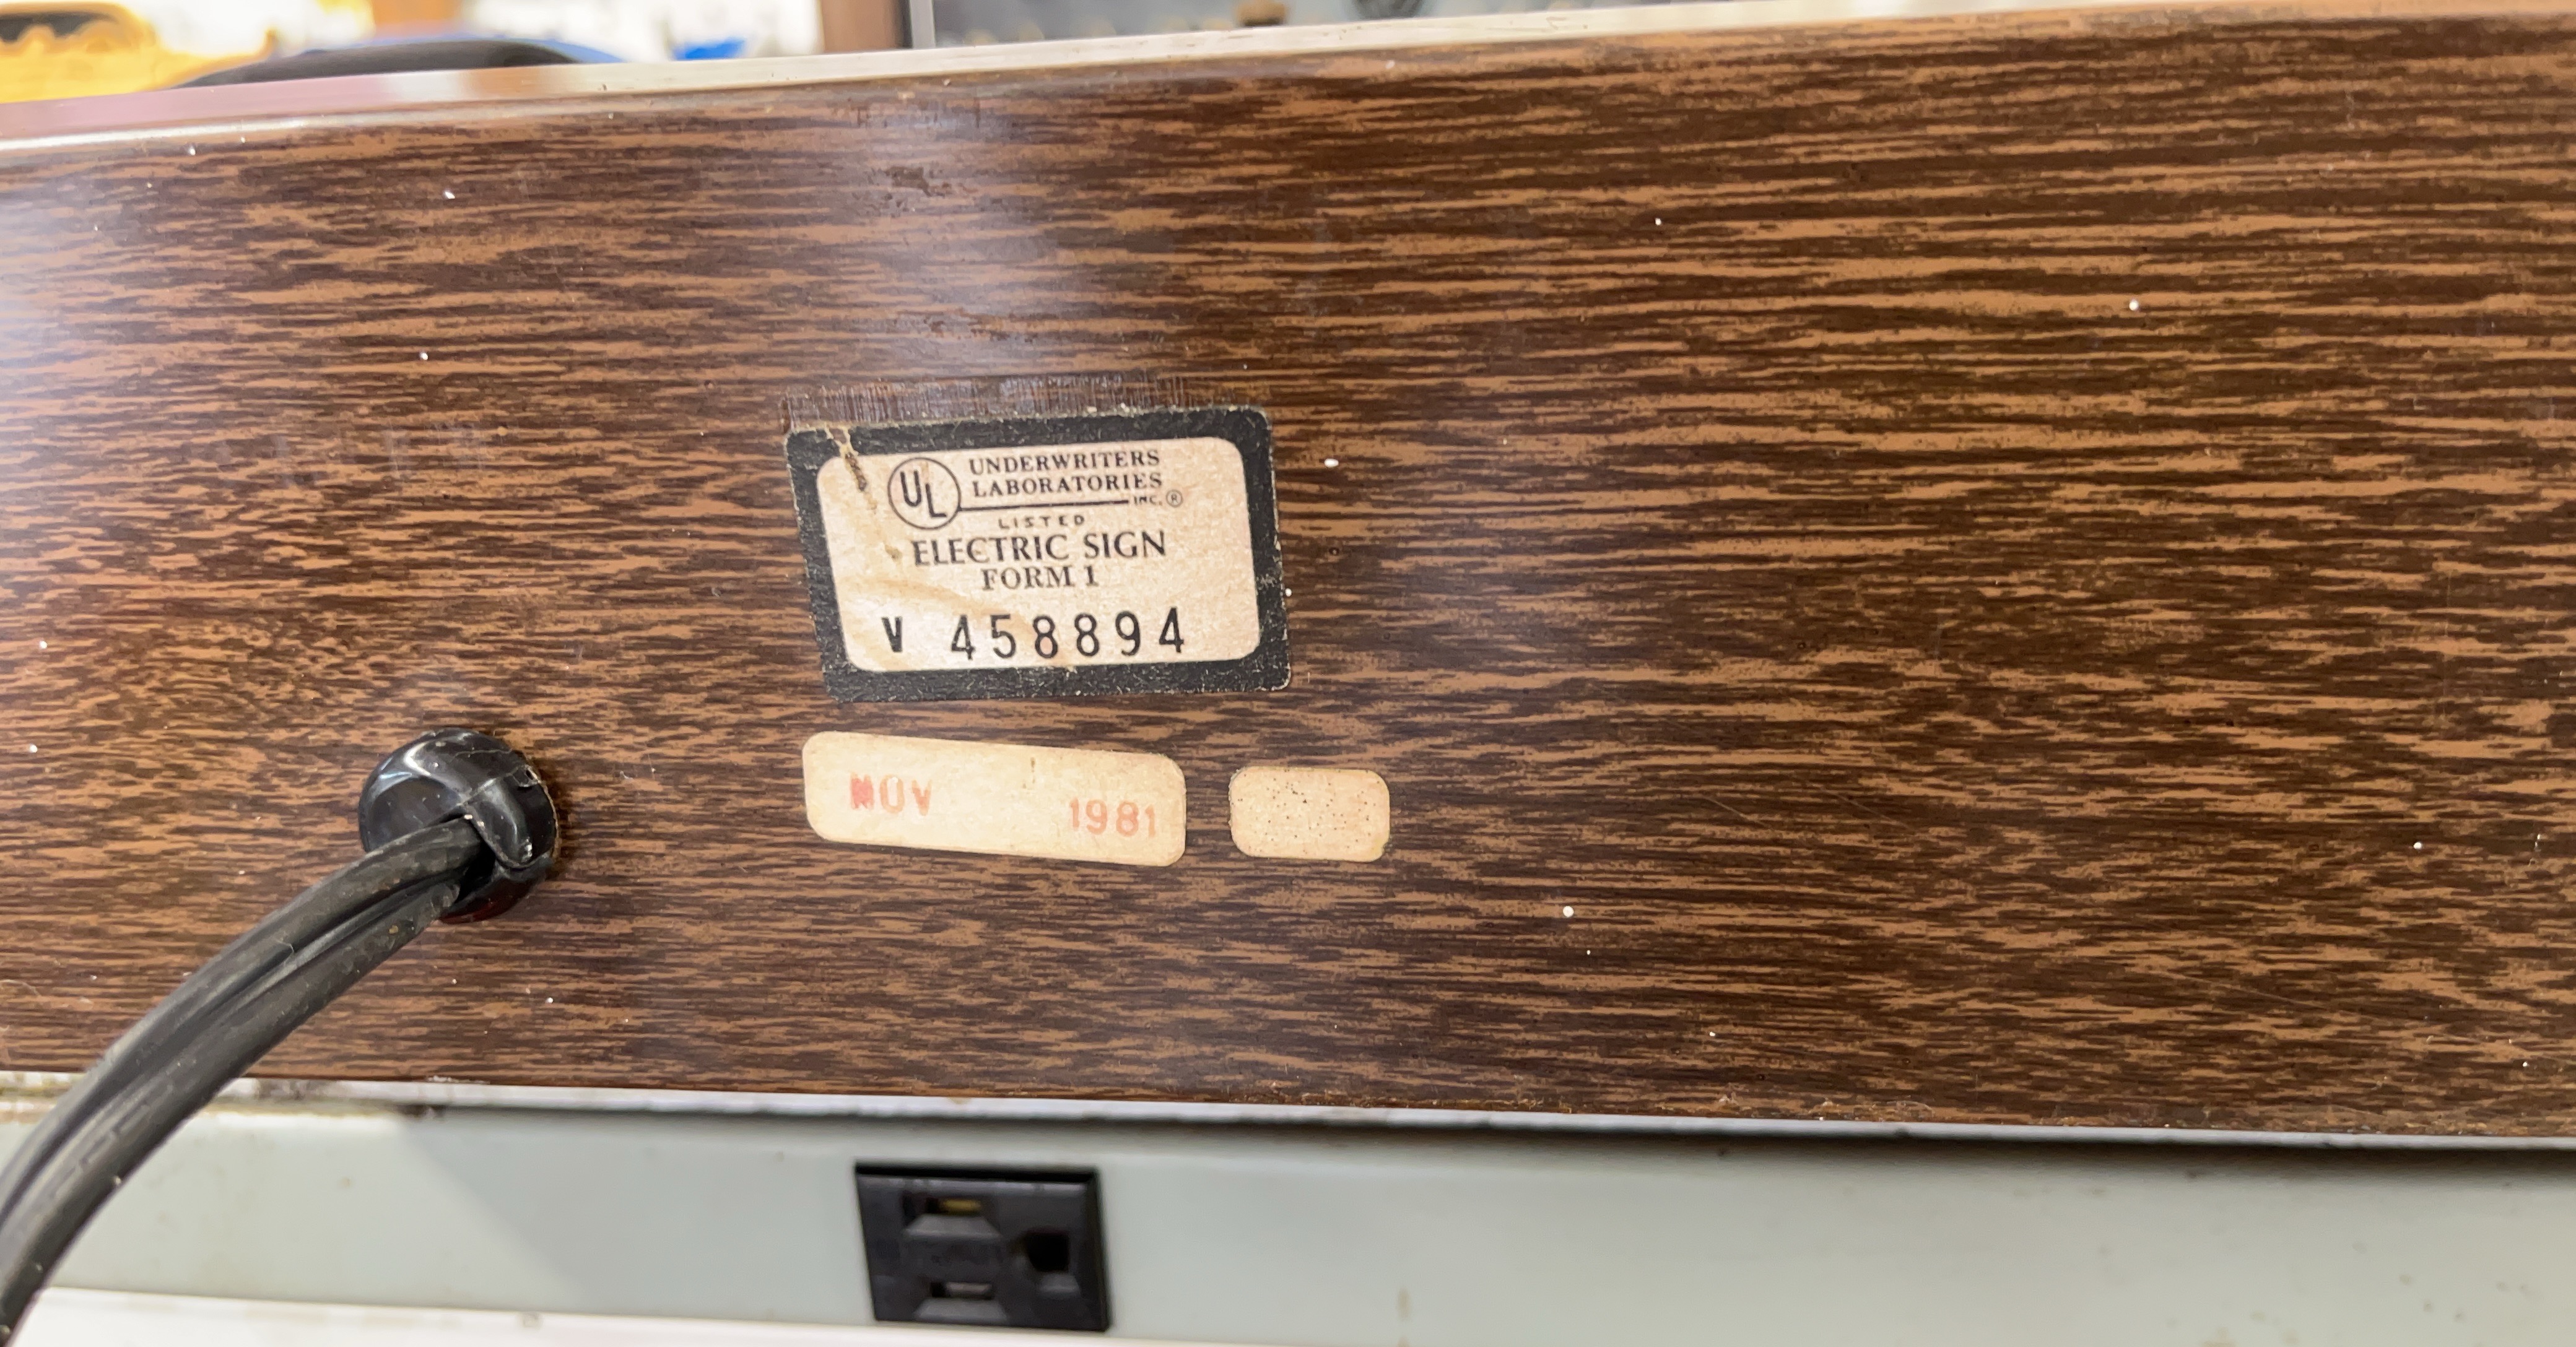 UL
UNDERWRITERS
LABORATORIES
INC.®
LISTED
ELECTRIC SIGN
FORM 1
V 458894
NOV 1981